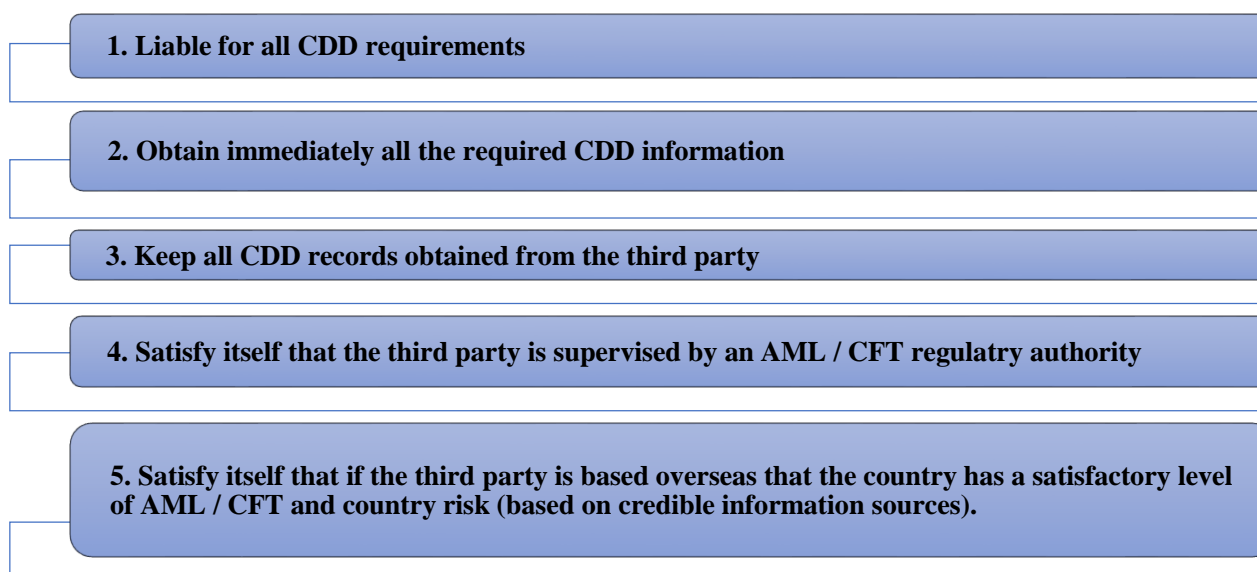 1. Liable for all CDD requirements
2. Obtain immediately all the required CDD information
3. Keep all CDD records obtained from the third party
4. Satisfy itself that the third party is supervised by an AML / CFT regulatry authority
5. Satisfy itself that if the third party is based overseas that the country has a satisfactory level
of AML / CFT and country risk (based on credible information sources).